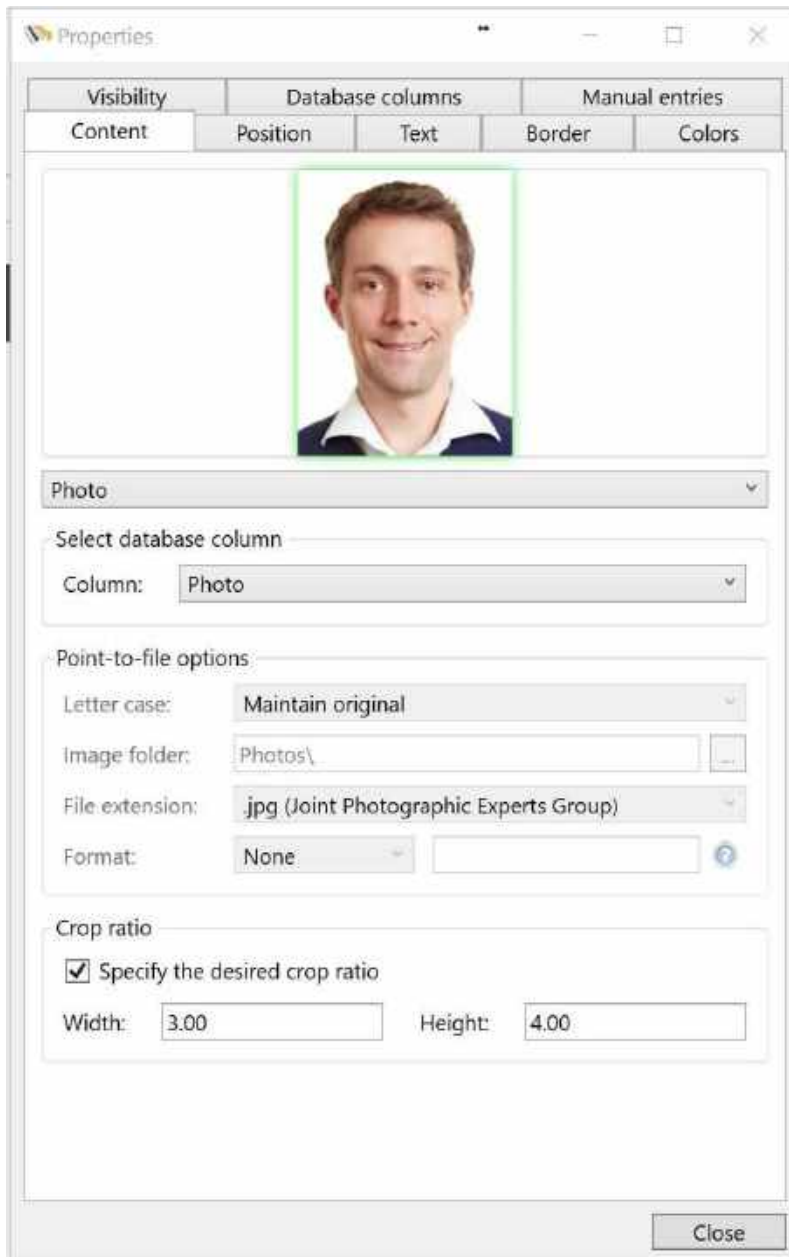 Properties
Visibility Database columns Manual entries
Content Position Text Border Colors
Photo
Select database column
Column: Photo
Point-to-file options
Letter case: Maintain original
Image folder: Photos\ ...
File extension: .jpg (Joint Photographic Experts Group)
Format: None
Crop ratio
Specify the desired crop ratio
Width: 3.00 Height: 4.00
Close